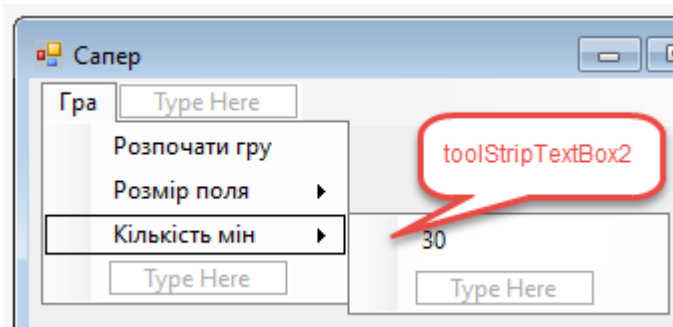 Сапер
Гра Type Here
Розпочати гру
Розмір поля
Кількість мін
Type Here
toolStripTextBox2
30
Type Here